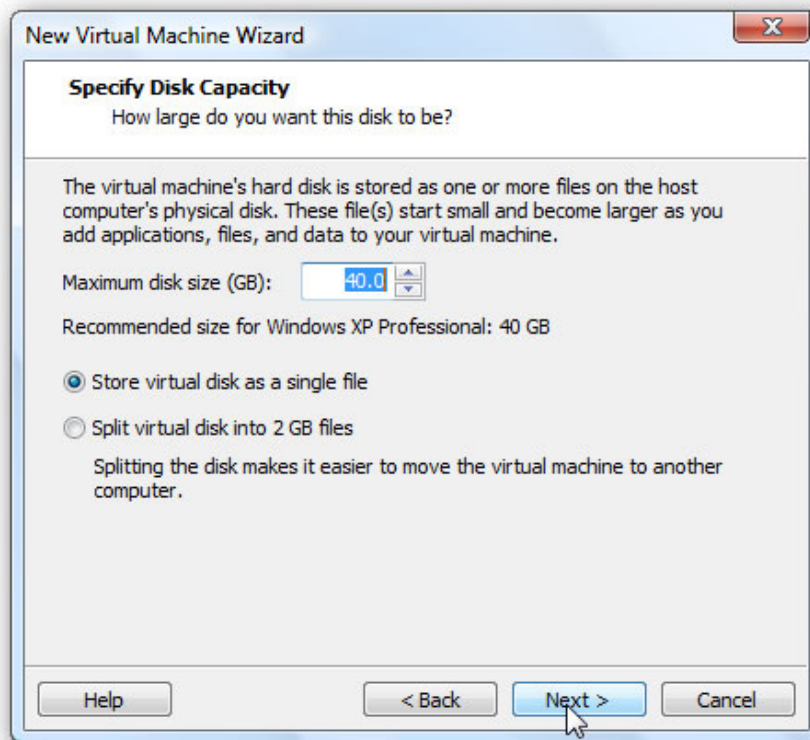 New Virtual Machine Wizard
X
Specify Disk Capacity
How large do you want this disk to be?
The virtual machine's hard disk is stored as one or more files on the host
computer's physical disk. These file(s) start small and become larger as you
add applications, files, and data to your virtual machine.
Maximum disk size (GB): 40.0
Recommended size for Windows XP Professional: 40 GB
Store virtual disk as a single file
Split virtual disk into 2 GB files
Splitting the disk makes it easier to move the virtual machine to another
computer.
Help < Back Next > Cancel